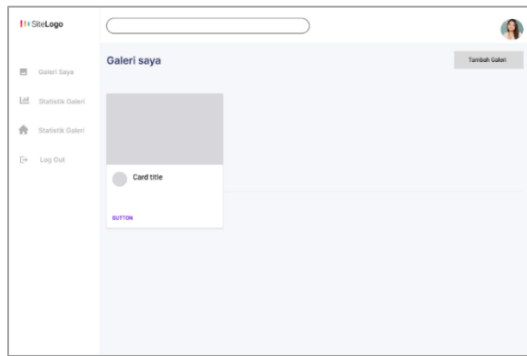 SiteLogo
Galeri saya
Tambah Galeri
Galeri Saya
Statistik Galeri
Statistik Galeri
Log Out
Card title
BUTTON